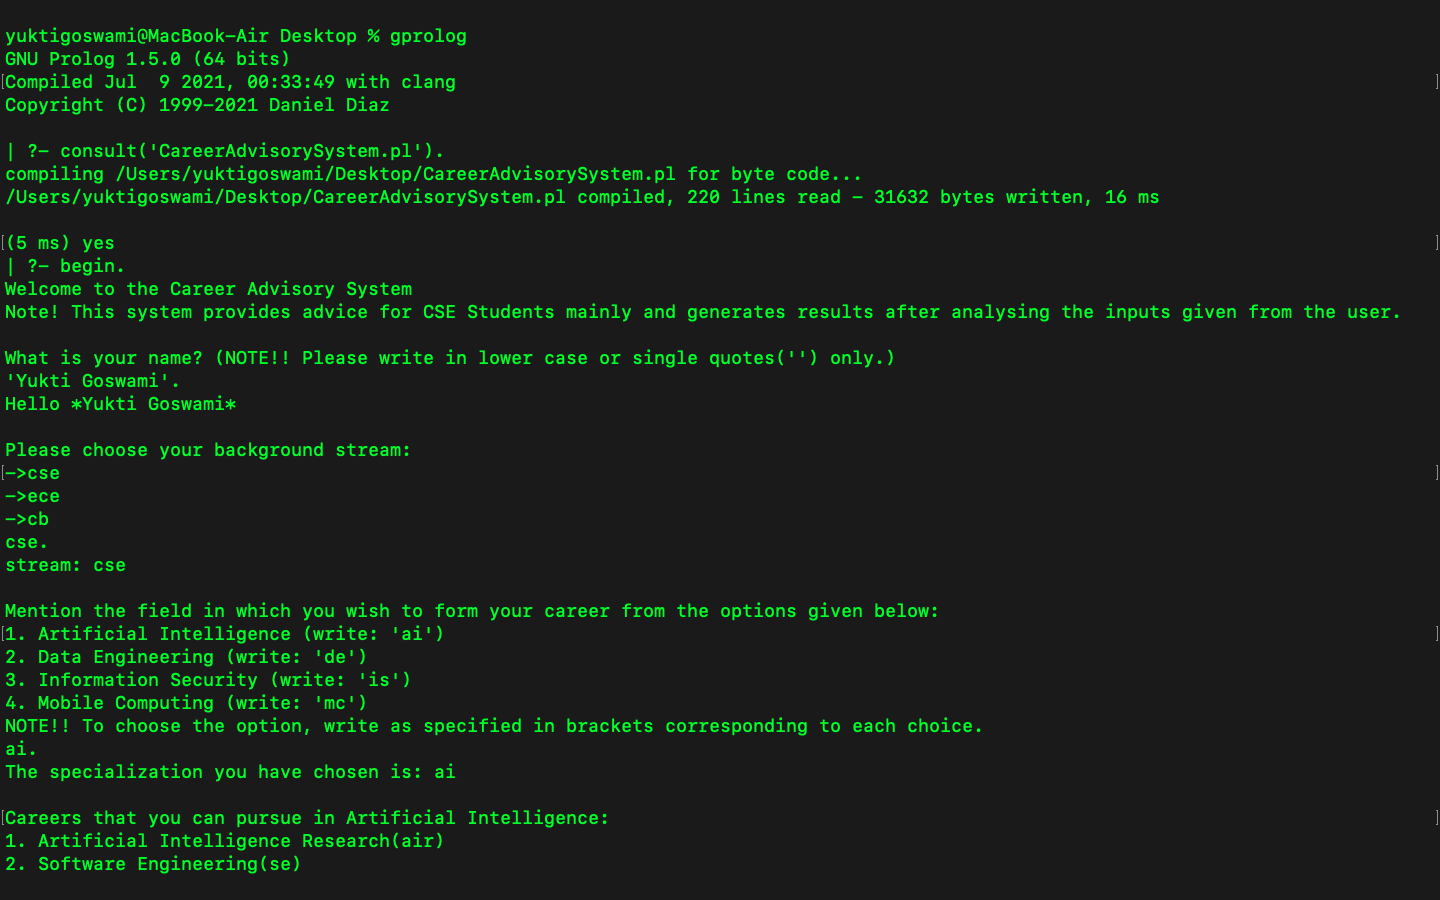 yuktigoswami@MacBook-Air Desktop % gprolog
GNU Prolog 1.5.0 (64 bits)
[Compiled Jul  9 2021, 00:33:49 with clang ]
Copyright (C) 1999-2021 Daniel Diaz
| ?- consult('CareerAdvisorySystem.pl').
compiling /Users/yuktigoswami/Desktop/CareerAdvisorySystem.pl for byte code...
/Users/yuktigoswami/Desktop/CareerAdvisorySystem.pl compiled, 220 lines read - 31632 bytes written, 16 ms
[(5 ms) yes ]
| ?- begin.
Welcome to the Career Advisory System
Note! This system provides advice for CSE Students mainly and generates results after analysing the inputs given from the user.
What is your name? (NOTE!! Please write in lower case or single quotes('') only.)
'Yukti Goswami'.
Hello *Yukti Goswami*
Please choose your background stream:
[->cse ]
->ece
->cb
cse.
stream: cse
Mention the field in which you wish to form your career from the options given below:
[1. Artificial Intelligence (write: 'ai') ]
2. Data Engineering (write: 'de')
3. Information Security (write: 'is')
4. Mobile Computing (write: 'mc')
NOTE!! To choose the option, write as specified in brackets corresponding to each choice.
ai.
The specialization you have chosen is: ai
[Careers that you can pursue in Artificial Intelligence: ]
1. Artificial Intelligence Research(air)
2. Software Engineering(se)